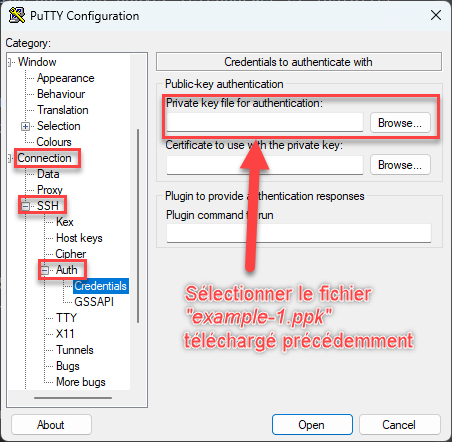 PuTTY Configuration
Category:
Window
Appearance
Behaviour
Translation
Selection
Colours
Connection
Data
Proxy
SSH
Kex
Host keys
Cipher
Auth
Credentials
GSSAPI
TTY
X11
Tunnels
Bugs
More bugs
Credentials to authenticate with
Public-key authentication
Private key file for authentication:
Browse...
Certificate to use with the private key:
Browse...
Plugin to provide authentication responses
Plugin command to run
Sélectionner le fichier
"example-1.ppk"
téléchargé précédemment
About
Open
Cancel